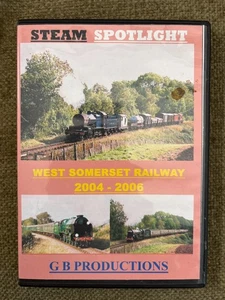 STEAM SPOTLIGHT
WEST SOMERSET RAILWAY
2004 - 2006
G B PRODUCTIONS